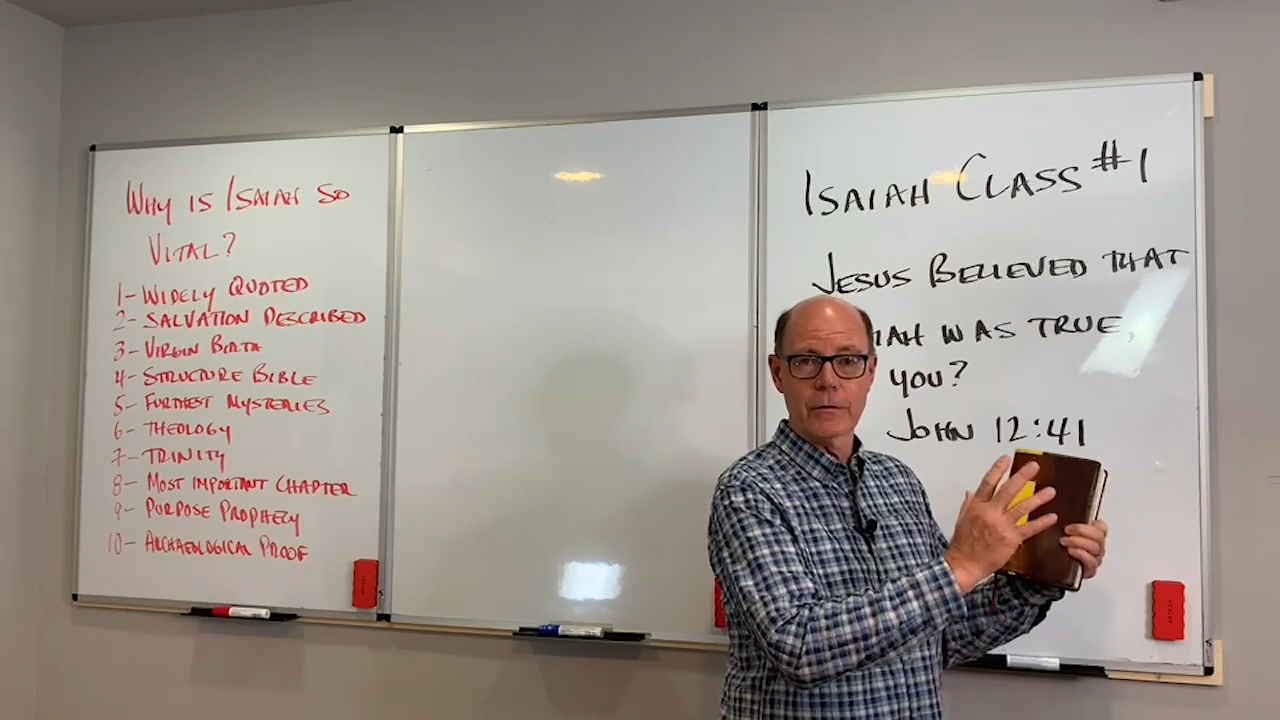 WHY IS ISAIAH SO
VITAL?
1- WIDELY QUOTED
2- SALVATION DESCRIBED
3- VIRGIN BIRTH
4- STRUCTURE BIBLE
5- FURTHEST MYSTERIES
6- THEOLOGY
7- TRINITY
8- MOST IMPORTANT CHAPTER
9- PURPOSE PROPHECY
10- ARCHAEOLOGICAL PROOF
ISAIAH CLASS #1
JESUS BELIEVED THAT
IAH WAS TRUE,
YOU?
JOHN 12:41